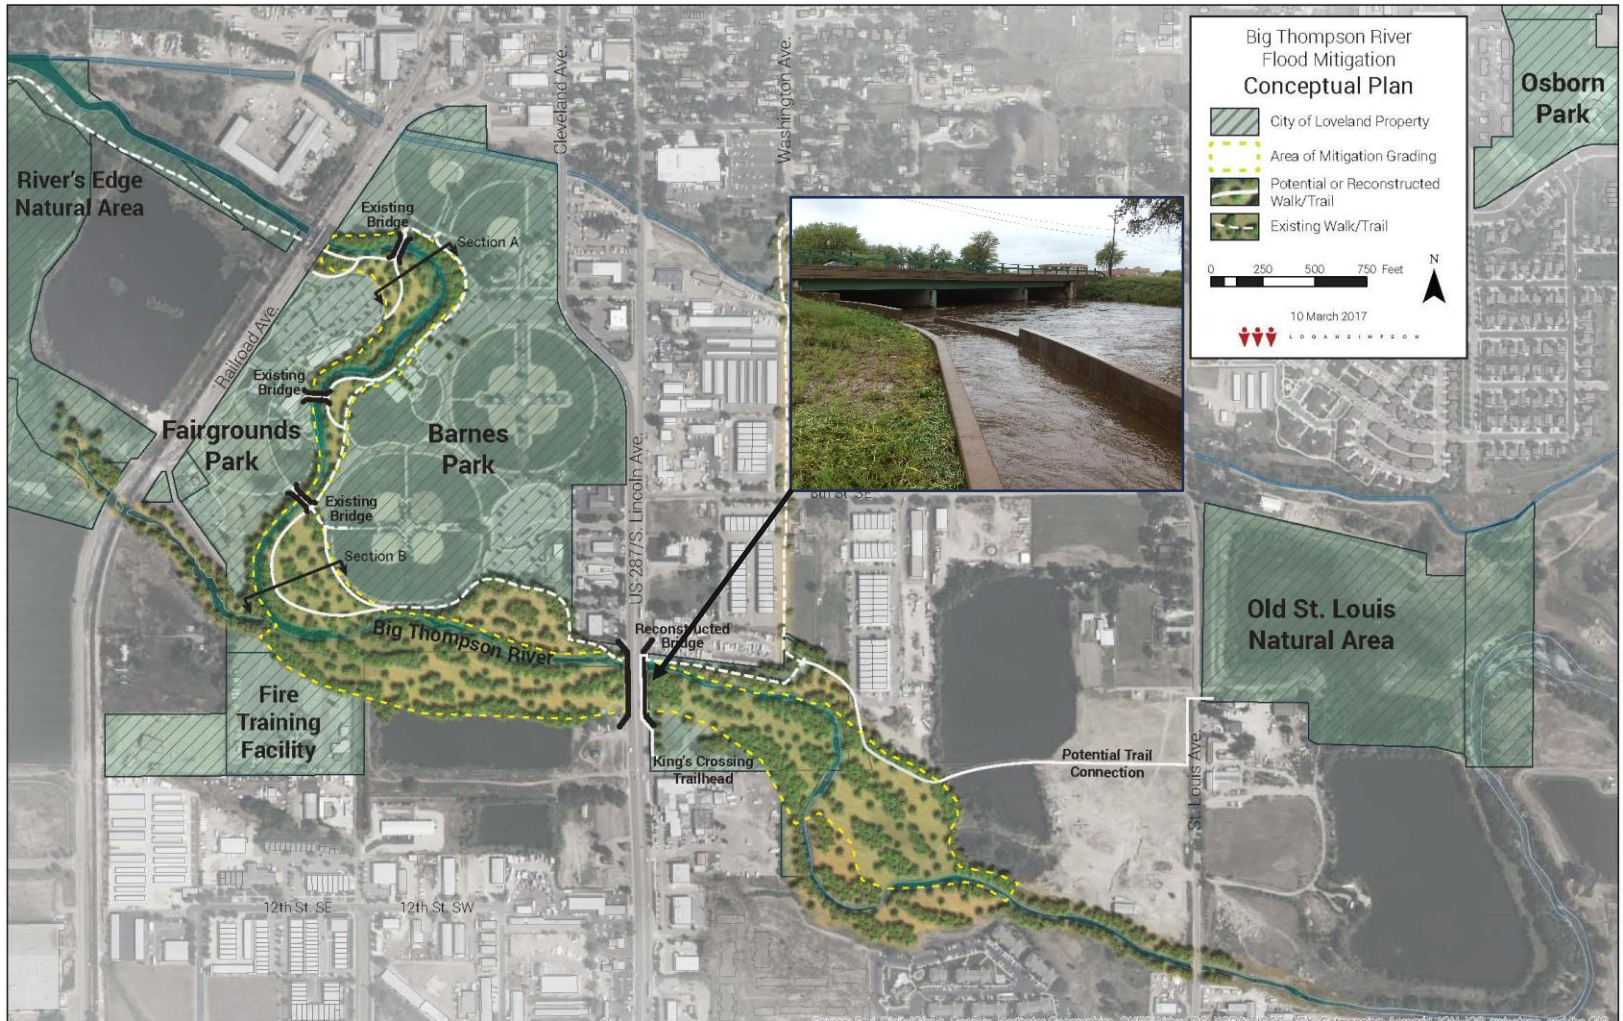 Big Thompson River
Flood Mitigation
Conceptual Plan
City of Loveland Property
Area of Mitigation Grading
Potential or Reconstructed
Walk/Trail
Existing Walk/Trail
0 250 500 750 Feet
N
10 March 2017
LOGANSIMPSON
Osborn
Park
Cleveland Ave.
Washington Ave.
River's Edge
Natural Area
Existing
Bridge
Section A
Railroad Ave.
Existing
Bridge
Fairgrounds
Park
Barnes
Park
US 287/S. Lincoln Ave.
Existing
Bridge
8th St. SE
Section B
Big Thompson River
Reconstructed
Bridge
Old St. Louis
Natural Area
Fire
Training
Facility
King's Crossing
Trailhead
Potential Trail
Connection
St. Louis Ave.
12th St. SE
12th St. SW